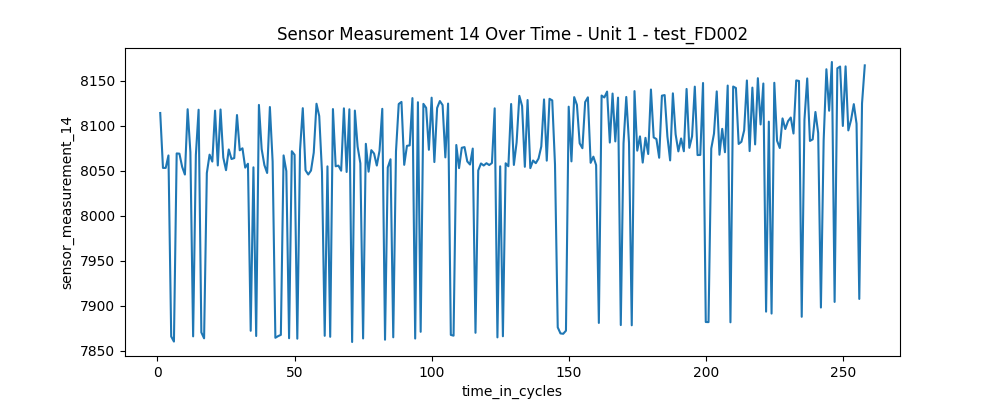 Sensor Measurement 14 Over Time - Unit 1 - test_FD002
sensor_measurement_14
8150
8100
8050
8000
7950
7900
7850
0 50 100 150 200 250
time_in_cycles